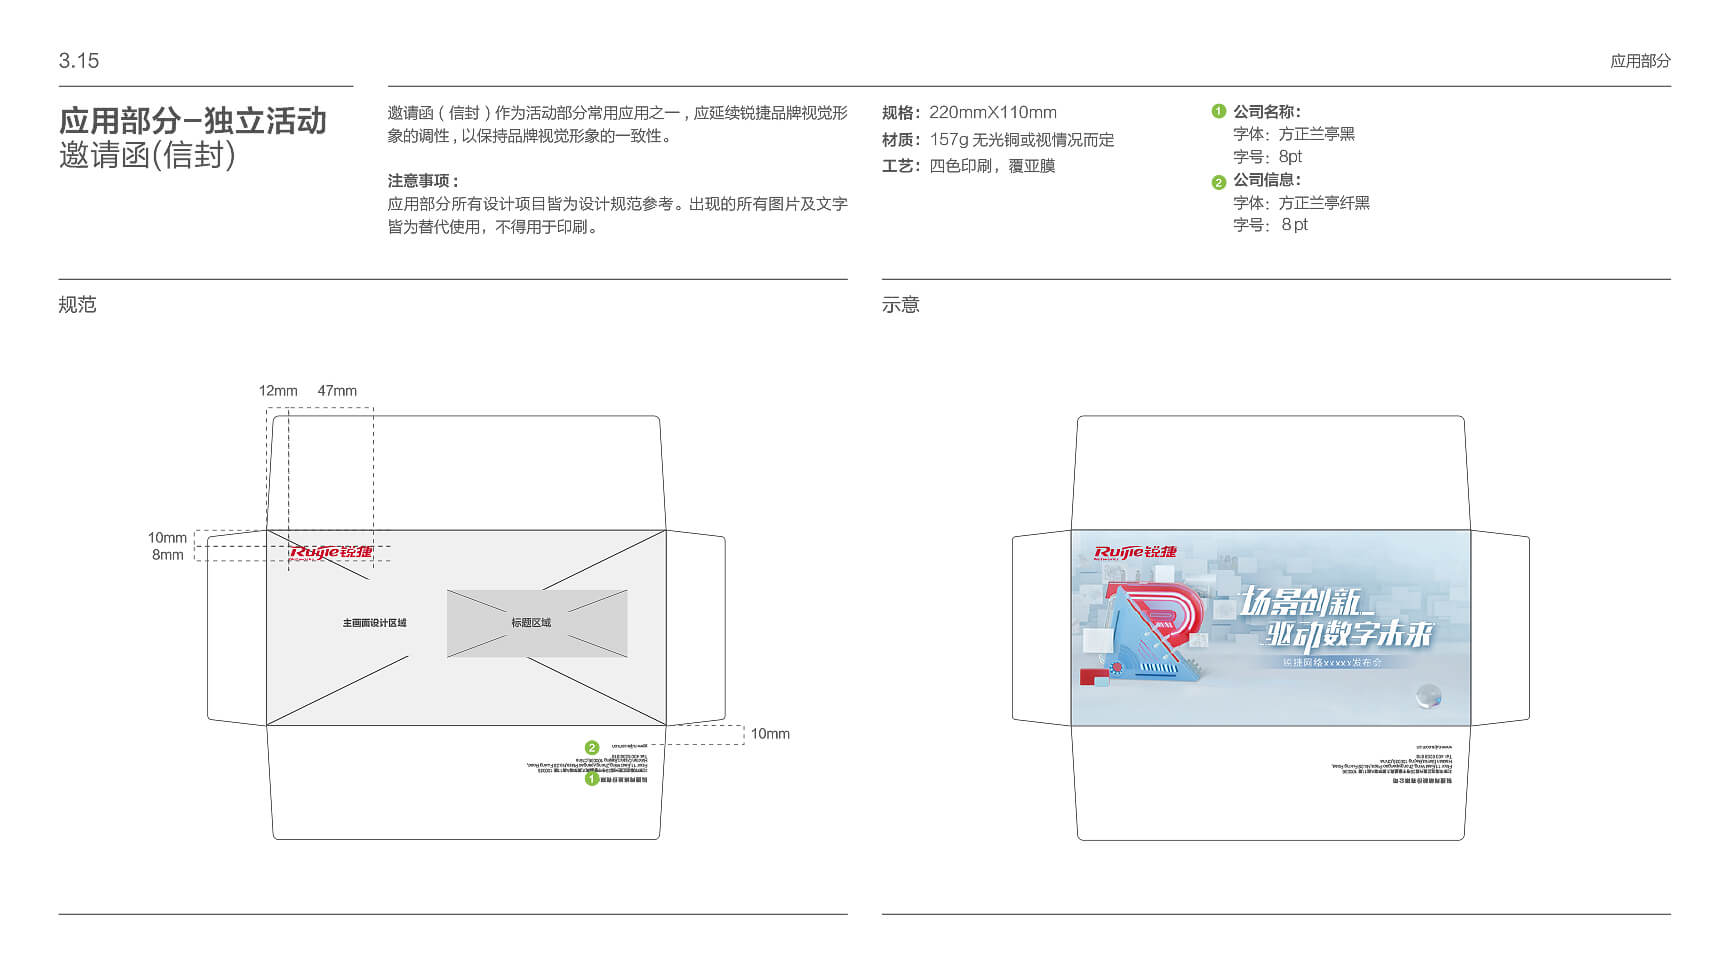 3.15
应用部分
应用部分-独立活动
邀请函(信封)
邀请函(信封)作为活动部分常用应用之一,应延续锐捷品牌视觉形
象的调性,以保持品牌视觉形象的一致性。
注意事项:
应用部分所有设计项目皆为设计规范参考。出现的所有图片及文字
皆为替代使用，不得用于印刷。
规格：220mmX110mm
材质：157g 无光铜或视情况而定
工艺：四色印刷，覆亚膜
1 公司名称：
字体：方正兰亭黑
字号：8pt
2 公司信息：
字体：方正兰亭纤黑
字号：8pt
规范
示意
12mm 47mm
10mm
8mm
Ruijie锐捷
Networks
主画面设计区域
标题区域
10mm
2
1
Ruijie锐捷
Networks
场景创新_
驱动数字未来
锐捷网络xxxxx发布会